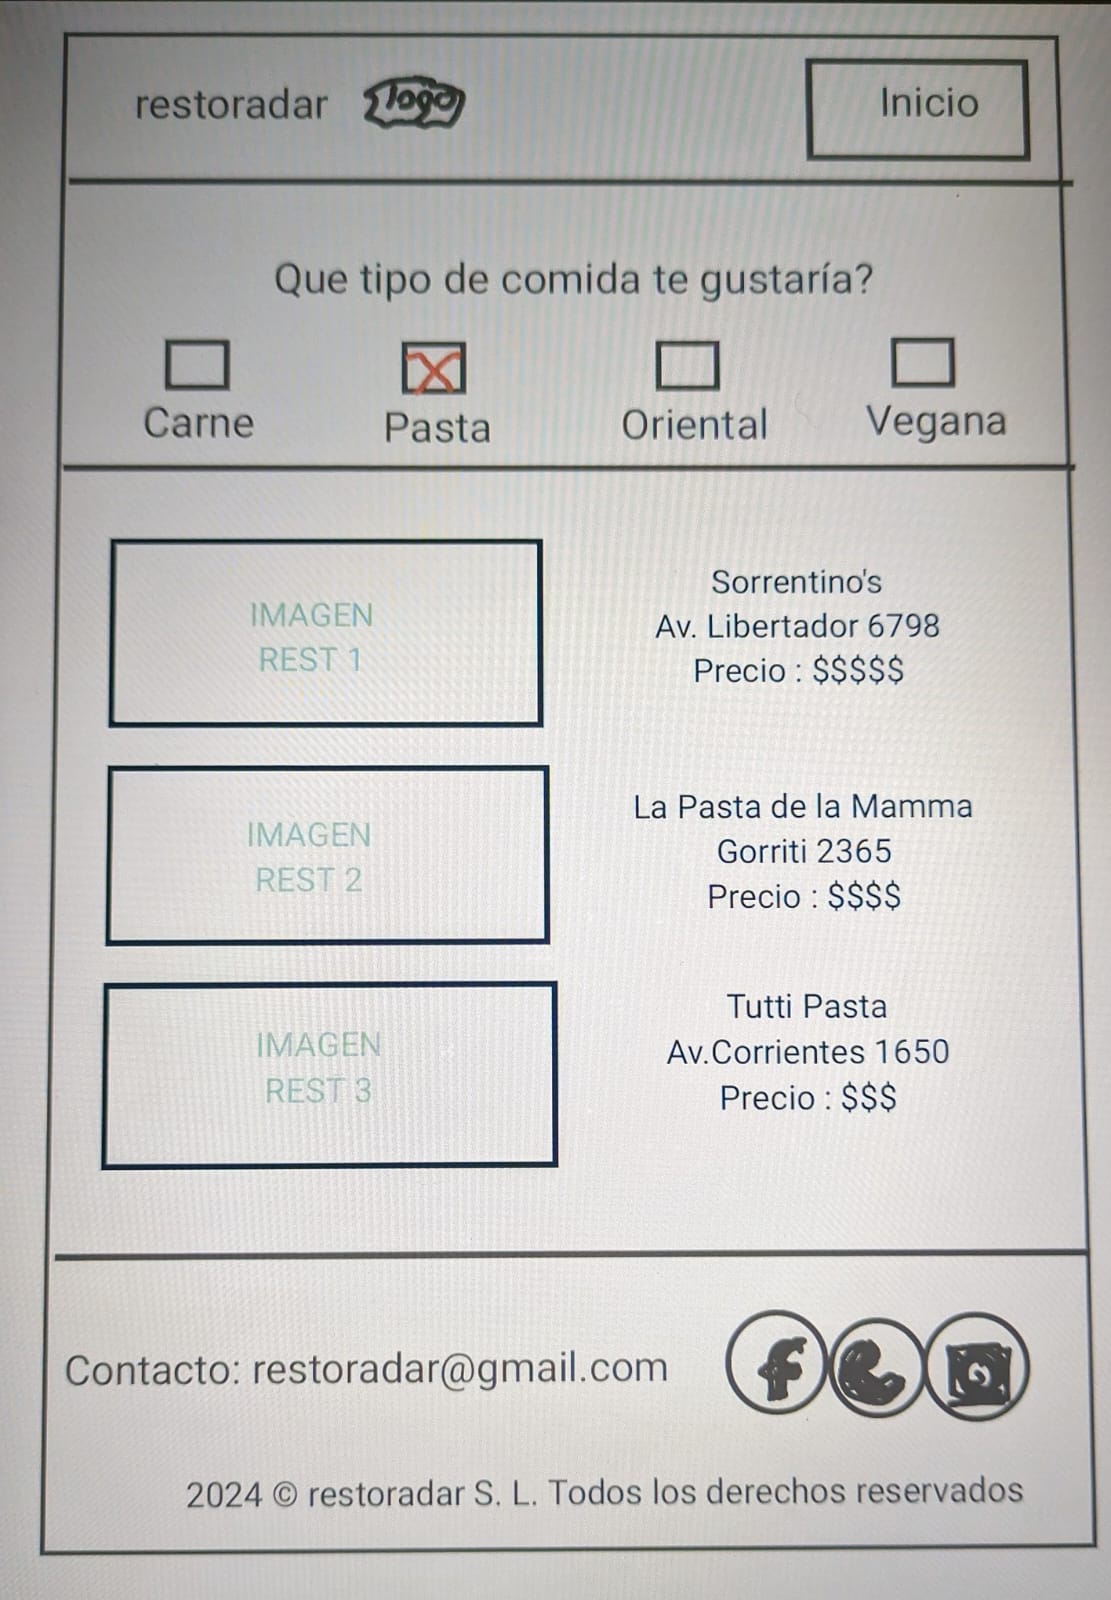 restoradar logo
Inicio
Que tipo de comida te gustaría?
Carne
Pasta
Oriental
Vegana
IMAGEN
REST 1
Sorrentino's
Av. Libertador 6798
Precio : $$$$$
IMAGEN
REST 2
La Pasta de la Mamma
Gorriti 2365
Precio : $$$$
IMAGEN
REST 3
Tutti Pasta
Av.Corrientes 1650
Precio : $$$
Contacto: restoradar@gmail.com
2024 © restoradar S. L. Todos los derechos reservados